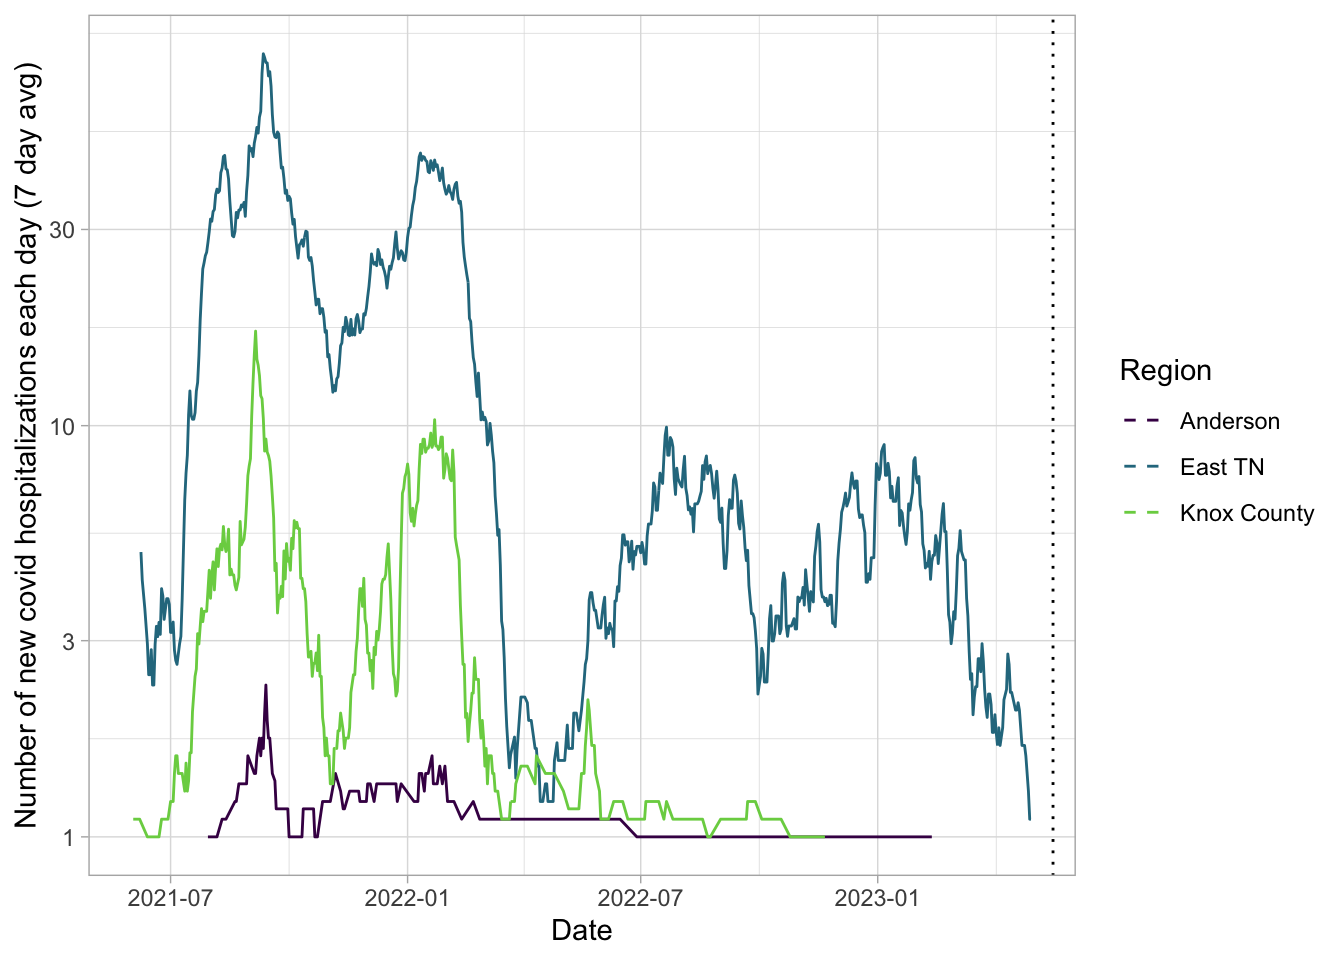 Number of new covid hospitalizations each day (7 day avg)
30
10
3
1
2021-07
2022-01
2022-07
2023-01
Date
Region
Anderson
East TN
Knox County